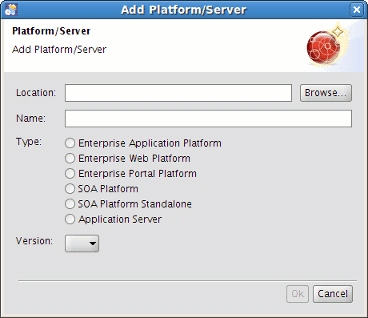 Add Platform/Server
Platform/Server
Add Platform/Server
Location:
Browse...
Name:
Type:
Enterprise Application Platform
Enterprise Web Platform
Enterprise Portal Platform
SOA Platform
SOA Platform Standalone
Application Server
Version:
Ok
Cancel